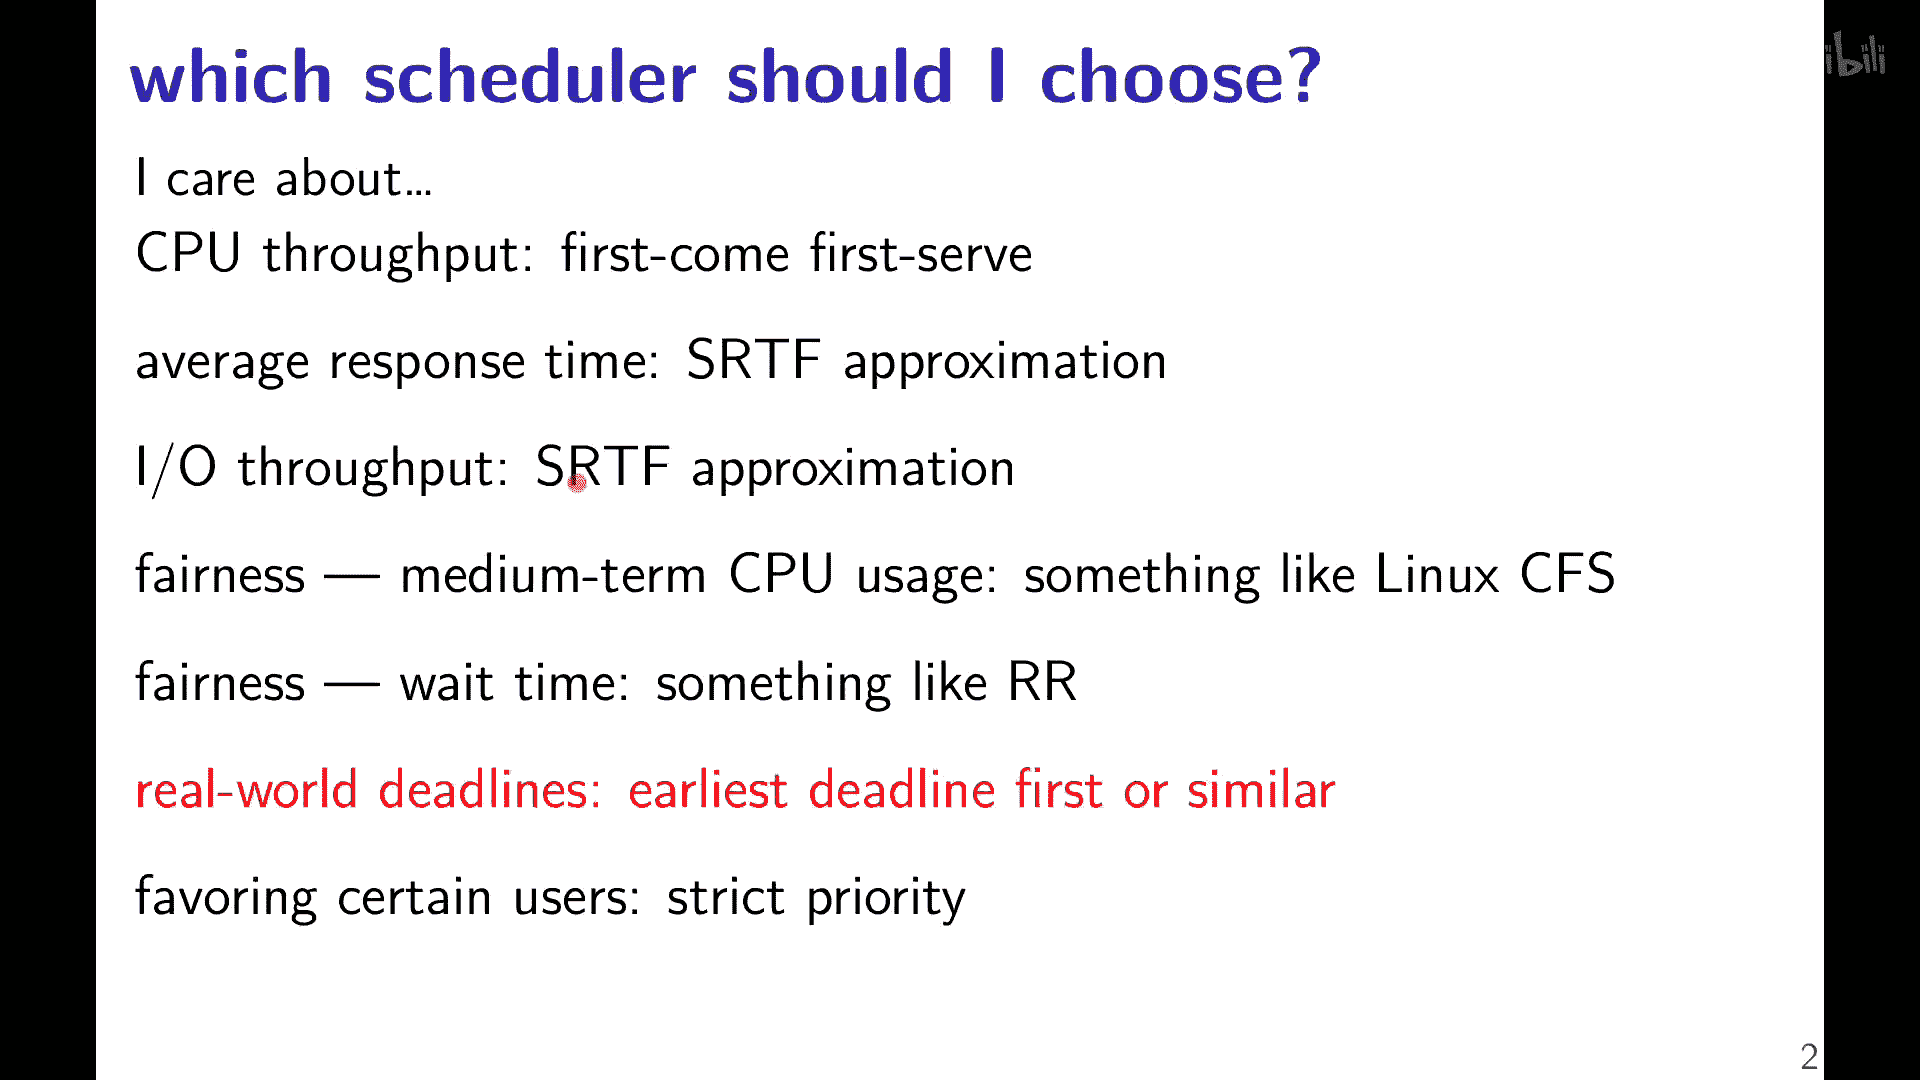 which scheduler should I choose?
I care about…
CPU throughput: first-come first-serve
average response time: SRTF approximation
I/O throughput: SRTF approximation
fairness — medium-term CPU usage: something like Linux CFS
fairness — wait time: something like RR
real-world deadlines: earliest deadline first or similar
favoring certain users: strict priority
2